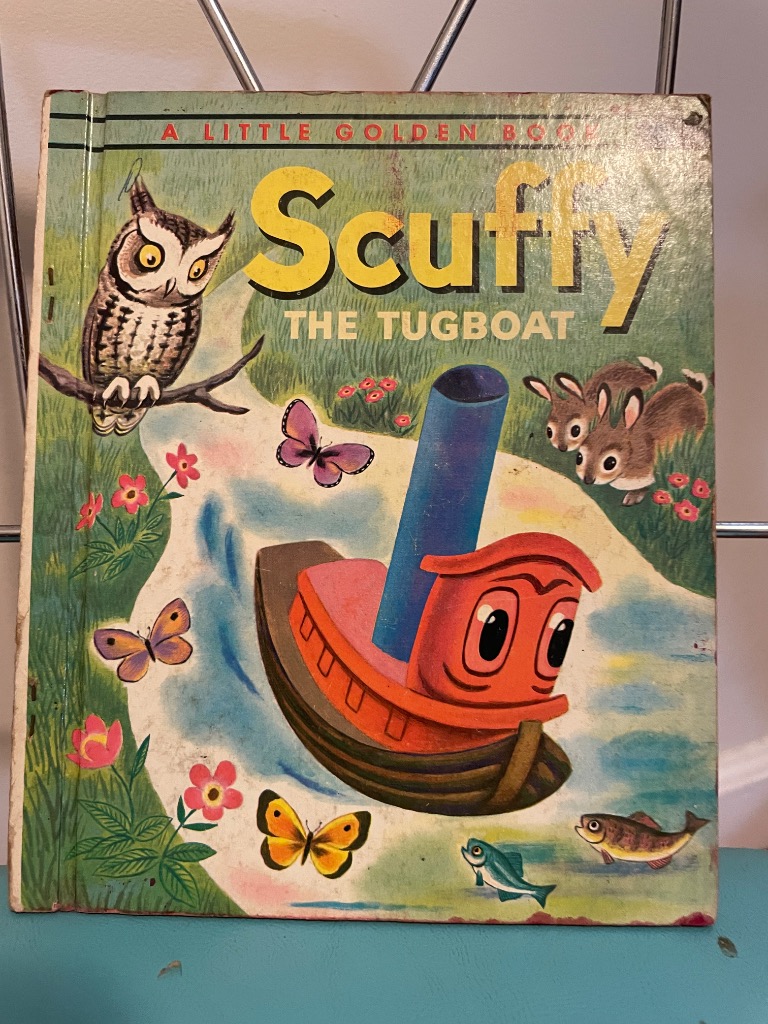 A LITTLE GOLDEN BOOK
Scuffy
THE TUGBOAT